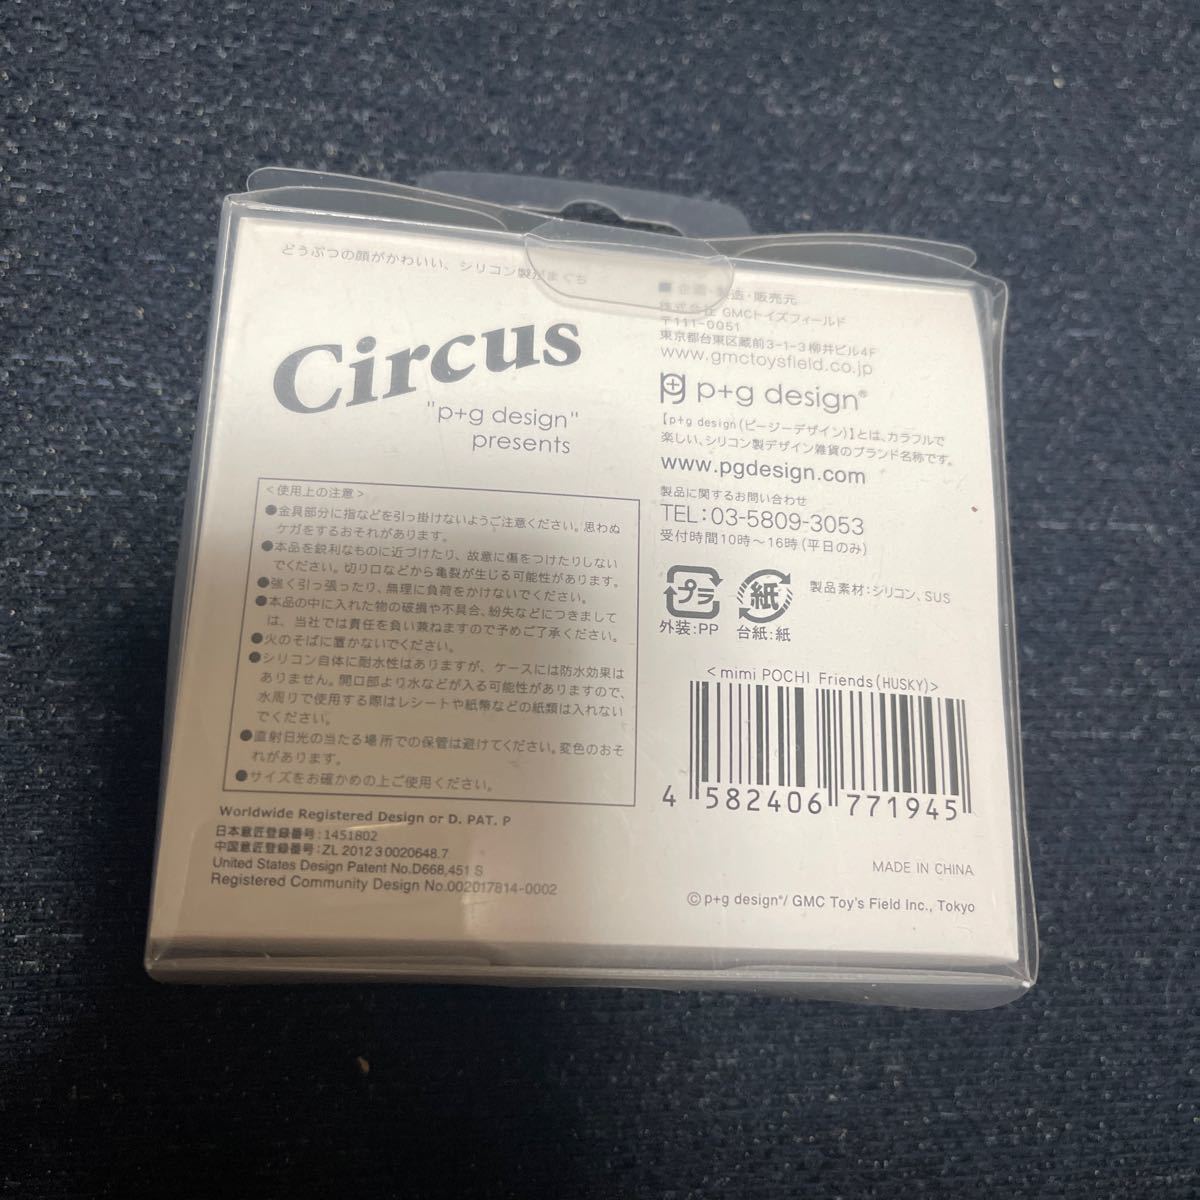 どうぶつの顔がかわいい、シリコン製がまぐち
Circus
"p+g design"
presents
<使用上の注意>
●金具部分に指などを引っ掛けないようご注意ください。思わぬ
ケガをするおそれがあります。
●本品を鋭利なものに近づけたり、故意に傷をつけたりしない
でください。切り口などから亀裂が生じる可能性があります。
●強く引っ張ったり、無理に負荷をかけないでください。
●本品の中に入れた物の破損や不具合、紛失などにつきまして
は、当社では責任を負い兼ねますので予めご了承ください。
●火のそばに置かないでください。
●シリコン自体に耐水性はありますが、ケースには防水効果は
ありません。開口部より水などが入る可能性がありますので、
水周りで使用する際はレシートや紙幣などの紙類は入れない
でください。
●直射日光の当たる場所での保管は避けてください。変色のおそ
れがあります。
●サイズをお確かめの上ご使用ください。
Worldwide Registered Design or D. PAT. P
日本意匠登録番号:1451802
中国意匠登録番号:ZL 2012 3 0020648.7
United States Design Patent No.D668,451 S
Registered Community Design No.002017814-0002
■企画・製造・販売元
株式会社 GMCトイズフィールド
〒111-0051
東京都台東区蔵前3-1-3 柳井ビル4F
www.gmctoysfield.co.jp
p+g design®
【p+g design(ピージーデザイン)】とは、カラフルで
楽しい、シリコン製デザイン雑貨のブランド名称です。
www.pgdesign.com
製品に関するお問い合わせ
TEL:03-5809-3053
受付時間10時〜16時(平日のみ)
プラ
外装:PP
紙
台紙:紙
製品素材:シリコン、SUS
<mimi POCHI Friends(HUSKY)>
4 582406 771945
MADE IN CHINA
©p+g design®/ GMC Toy's Field Inc., Tokyo